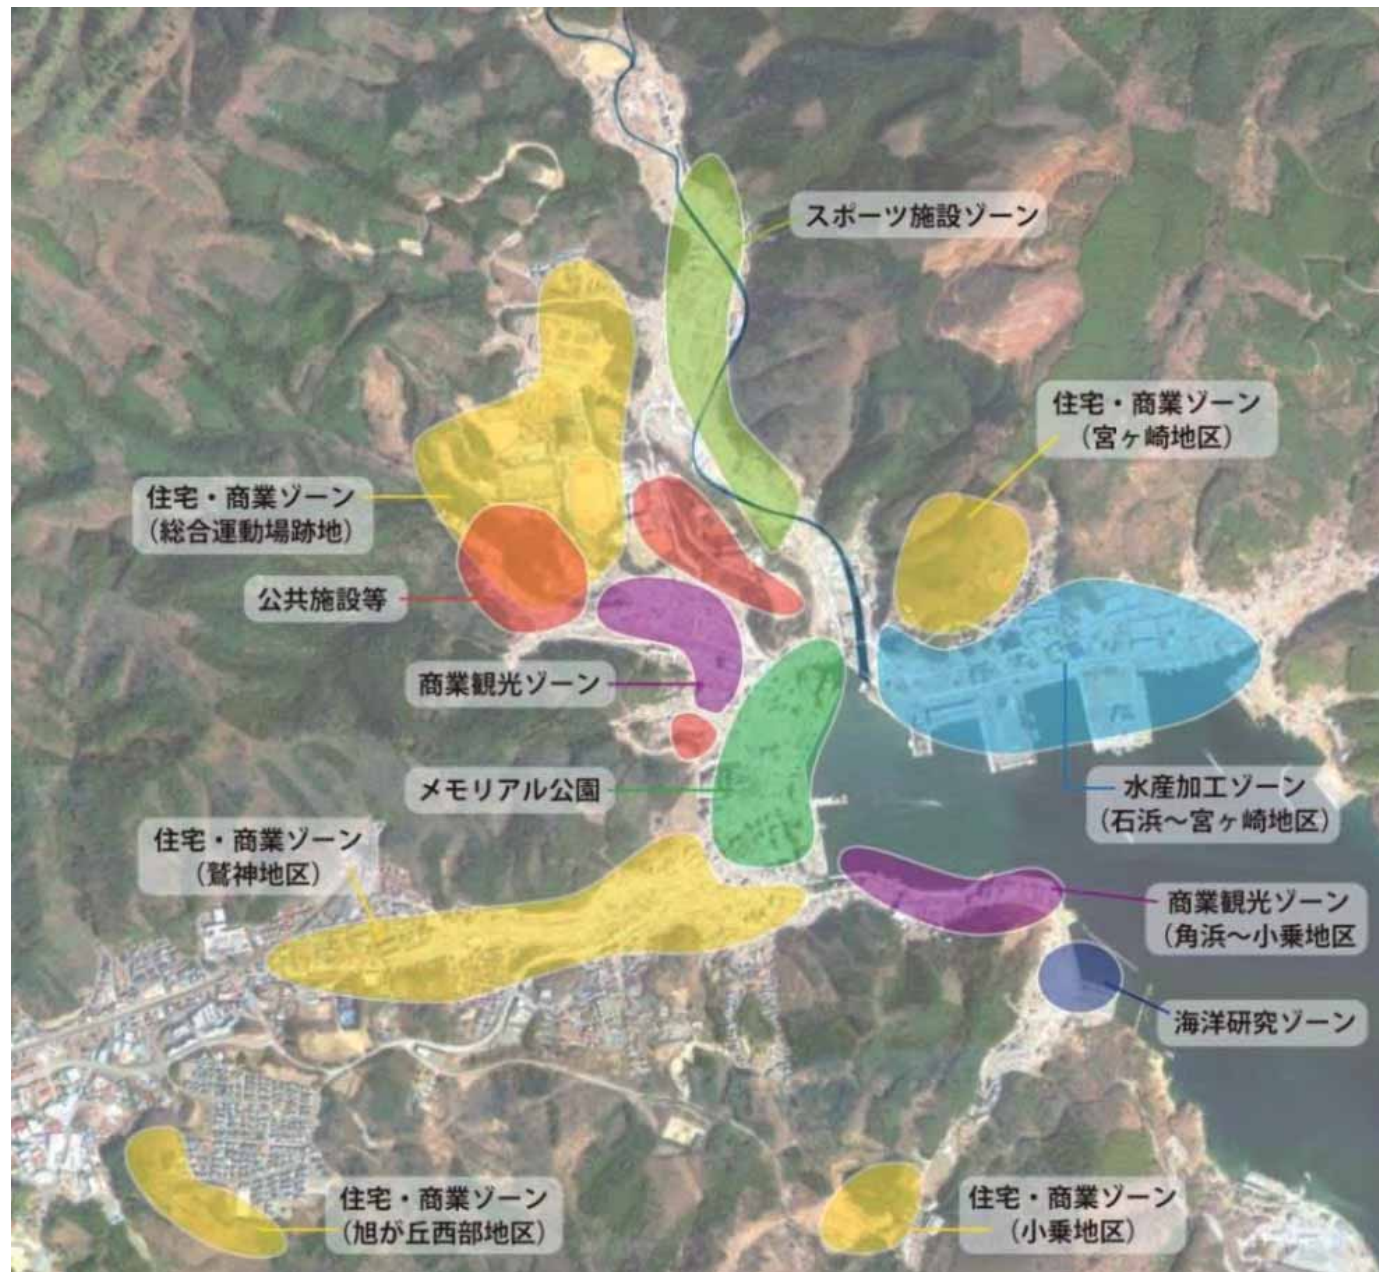 スポーツ施設ゾーン
住宅・商業ゾーン
（宮ヶ崎地区）
住宅・商業ゾーン
（総合運動場跡地）
公共施設等
商業観光ゾーン
メモリアル公園
水産加工ゾーン
（石浜～宮ヶ崎地区）
住宅・商業ゾーン
（鷲神地区）
商業観光ゾーン
（角浜～小乗地区
海洋研究ゾーン
住宅・商業ゾーン
（旭が丘西部地区）
住宅・商業ゾーン
（小乗地区）